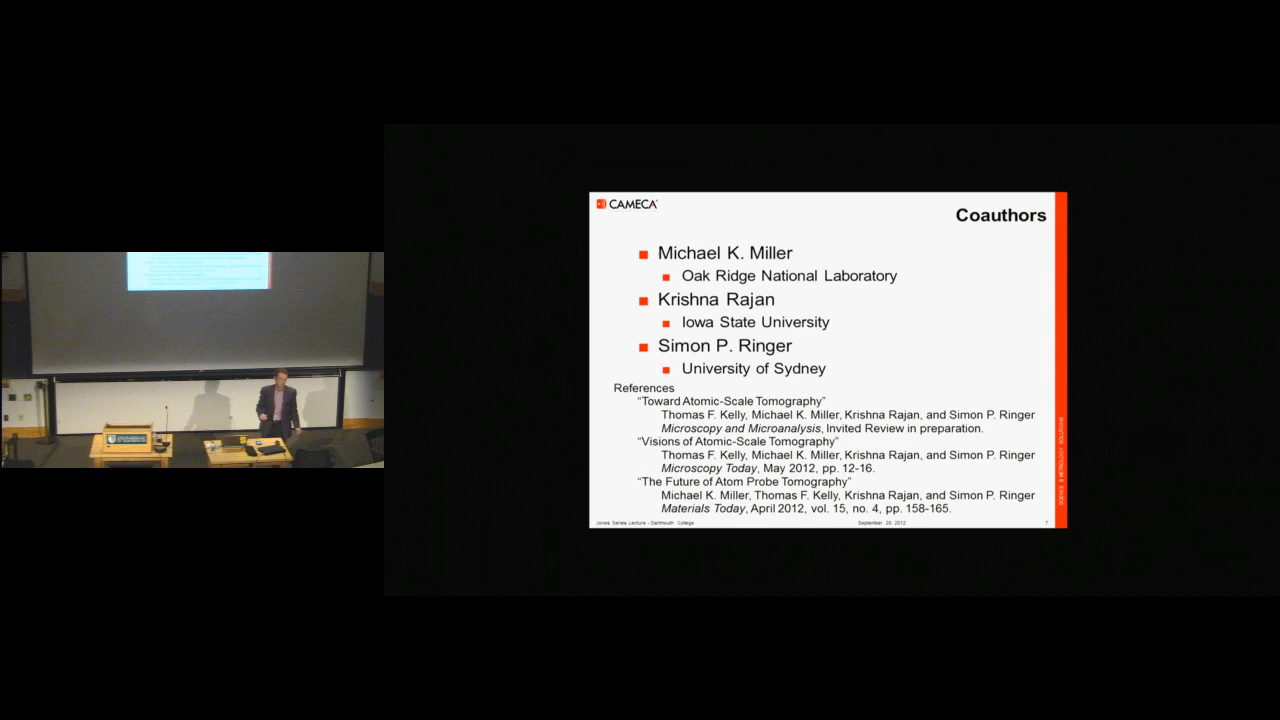 CAMECA
Coauthors
Michael K. Miller
Oak Ridge National Laboratory
Krishna Rajan
Iowa State University
Simon P. Ringer
University of Sydney
References
“Toward Atomic-Scale Tomography”
Thomas F. Kelly, Michael K. Miller, Krishna Rajan, and Simon P. Ringer
Microscopy and Microanalysis, Invited Review in preparation.
“Visions of Atomic-Scale Tomography”
Thomas F. Kelly, Michael K. Miller, Krishna Rajan, and Simon P. Ringer
Microscopy Today, May 2012, pp. 12-16.
“The Future of Atom Probe Tomography”
Michael K. Miller, Thomas F. Kelly, Krishna Rajan, and Simon P. Ringer
Materials Today, April 2012, vol. 15, no. 4, pp. 158-165.
SCIENCE & METROLOGY SOLUTIONS
Jones Series Lecture - Dartmouth College
September 28, 2012
7